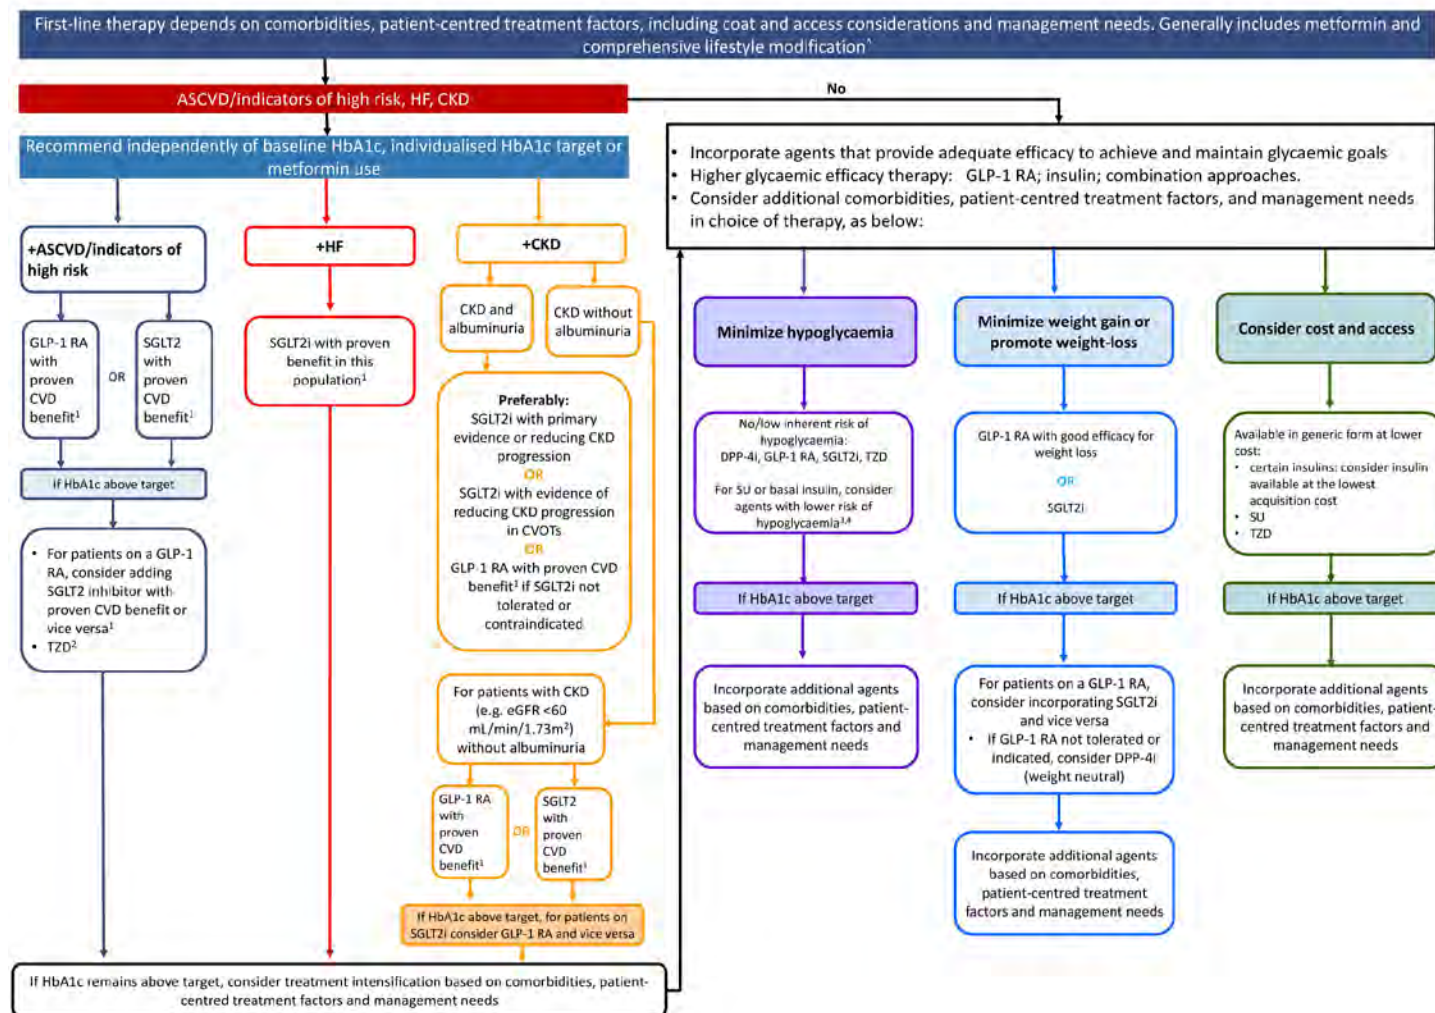 First-line therapy depends on comorbidities, patient-centred treatment factors, including coat and access considerations and management needs. Generally includes metformin and
comprehensive lifestyle modification^
ASCVD/indicators of high risk, HF, CKD
No
Recommend independently of baseline HbA1c, individualised HbA1c target or
metformin use
• Incorporate agents that provide adequate efficacy to achieve and maintain glycaemic goals
• Higher glycaemic efficacy therapy: GLP-1 RA; insulin; combination approaches.
• Consider additional comorbidities, patient-centred treatment factors, and management needs
in choice of therapy, as below:
+ASCVD/indicators of
high risk
GLP-1 RA
with
proven
CVD
benefit¹
OR
SGLT2
with
proven
CVD
benefit¹
If HbA1c above target
• For patients on a GLP-1
RA, consider adding
SGLT2 inhibitor with
proven CVD benefit or
vice versa¹
• TZD²
+HF
SGLT2i with proven
benefit in this
population¹
+CKD
CKD and
albuminuria
CKD without
albuminuria
Preferably:
SGLT2i with primary
evidence or reducing CKD
progression
OR
SGLT2i with evidence of
reducing CKD progression
in CVOTs
OR
GLP-1 RA with proven CVD
benefit¹ if SGLT2i not
tolerated or
contraindicated
For patients with CKD
(e.g. eGFR <60
mL/min/1.73m²)
without albuminuria
GLP-1 RA
with
proven
CVD
benefit¹
OR
SGLT2
with
proven
CVD
benefit¹
If HbA1c above target, for patients on
SGLT2i consider GLP-1 RA and vice versa
If HbA1c remains above target, consider treatment intensification based on comorbidities, patient-
centred treatment factors and management needs
Minimize hypoglycaemia
No/low inherent risk of
hypoglycaemia:
DPP-4i, GLP-1 RA, SGLT2i, TZD
For SU or basal insulin, consider
agents with lower risk of
hypoglycaemia³,⁴
If HbA1c above target
Incorporate additional agents
based on comorbidities, patient-
centred treatment factors and
management needs
Minimize weight gain or
promote weight-loss
GLP-1 RA with good efficacy for
weight loss
OR
SGLT2i
If HbA1c above target
For patients on a GLP-1 RA,
consider incorporating SGLT2i
and vice versa
• If GLP-1 RA not tolerated or
indicated, consider DPP-4i
(weight neutral)
Incorporate additional agents
based on comorbidities,
patient-centred treatment
factors and management needs
Consider cost and access
Available in generic form at lower
cost:
• certain insulins: consider insulin
available at the lowest
acquisition cost
• SU
• TZD
If HbA1c above target
Incorporate additional agents
based on comorbidities, patient-
centred treatment factors and
management needs